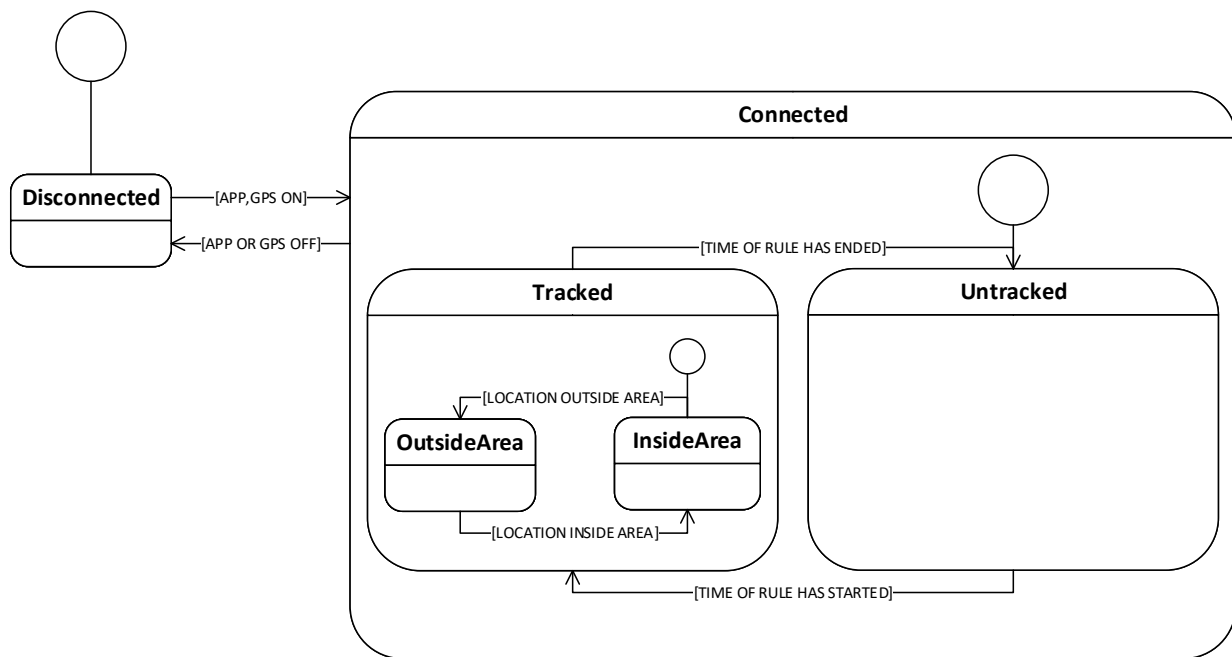 Connected
Disconnected
[APP,GPS ON]
[APP OR GPS OFF]
[TIME OF RULE HAS ENDED]
Tracked
Untracked
[LOCATION OUTSIDE AREA]
OutsideArea
InsideArea
[LOCATION INSIDE AREA]
[TIME OF RULE HAS STARTED]